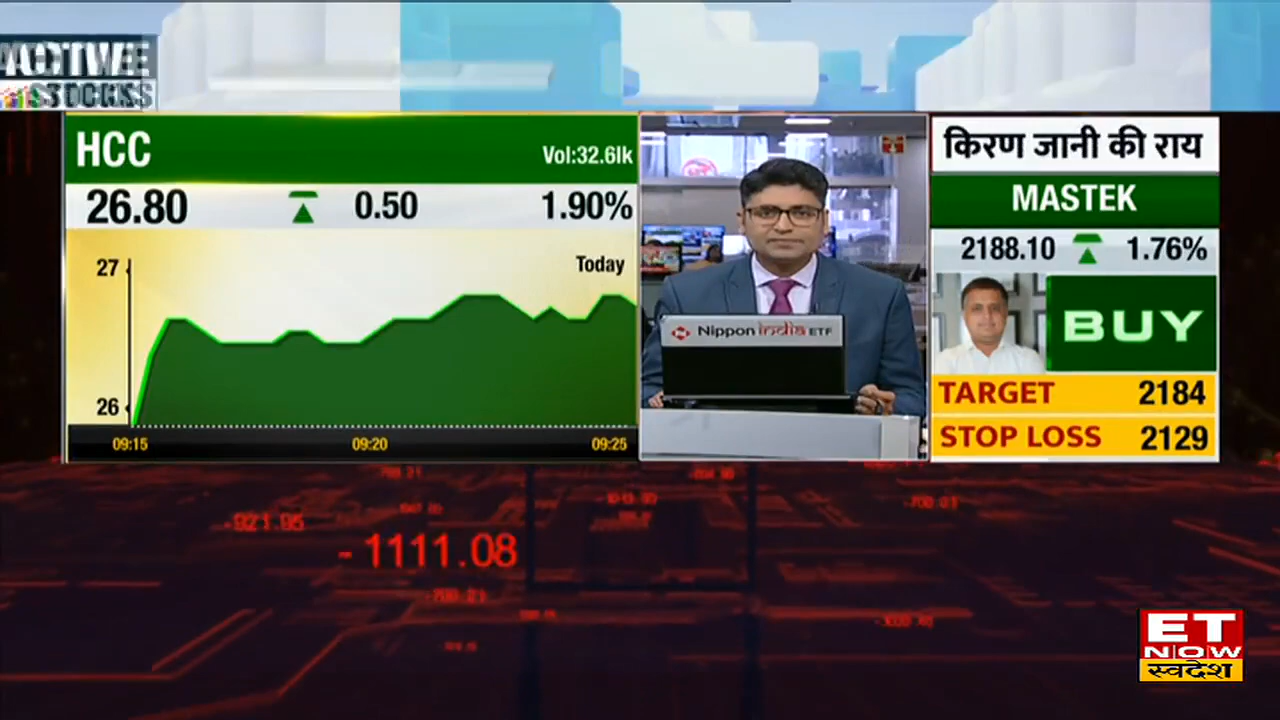 STOCKS
HCC
Vol:32.6lk
26.80 0.50 1.90%
Today
27
26
09:15 09:20 09:25
Nippon india ETF
किरण जानी की राय
MASTEK
2188.10 1.76%
BUY
TARGET 2184
STOP LOSS 2129
-921.95
- 1111.08
ET
NOW
स्वदेश